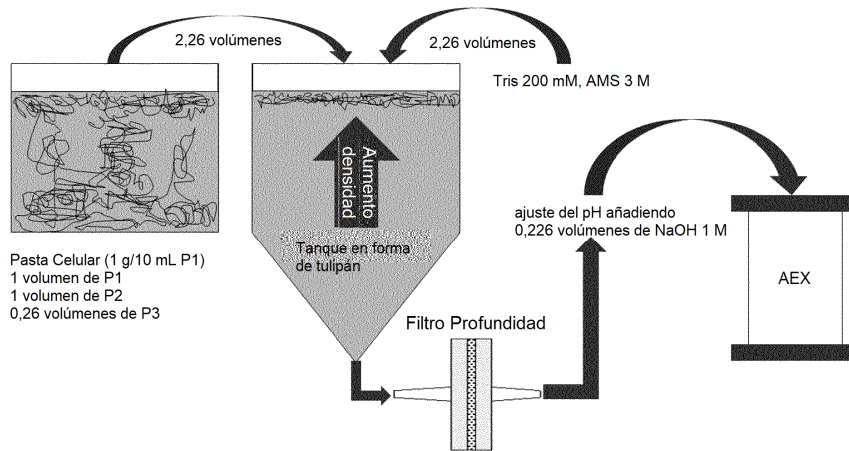 2,26 volúmenes
2,26 volúmenes
Tris 200 mM, AMS 3 M
Aumento
densidad
Tanque en forma
de tulipán
Pasta Celular (1 g/10 mL P1)
1 volumen de P1
1 volumen de P2
0,26 volúmenes de P3
ajuste del pH añadiendo
0,226 volúmenes de NaOH 1 M
AEX
Filtro Profundidad